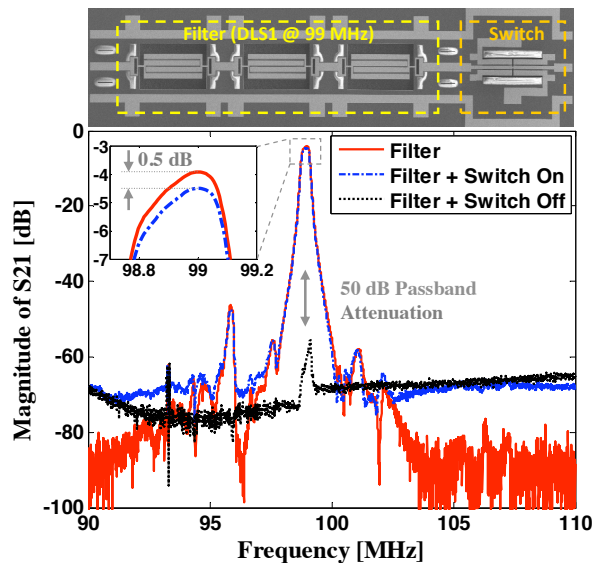 Filter (DLS1 @ 99 MHz)
Switch
0
-20
-40
-60
-80
-100
Magnitude of S21 [dB]
-3
-4
-5
-6
-7
0.5 dB
98.8
99
99.2
Filter
Filter + Switch On
Filter + Switch Off
50 dB Passband
Attenuation
90
95
100
105
110
Frequency [MHz]